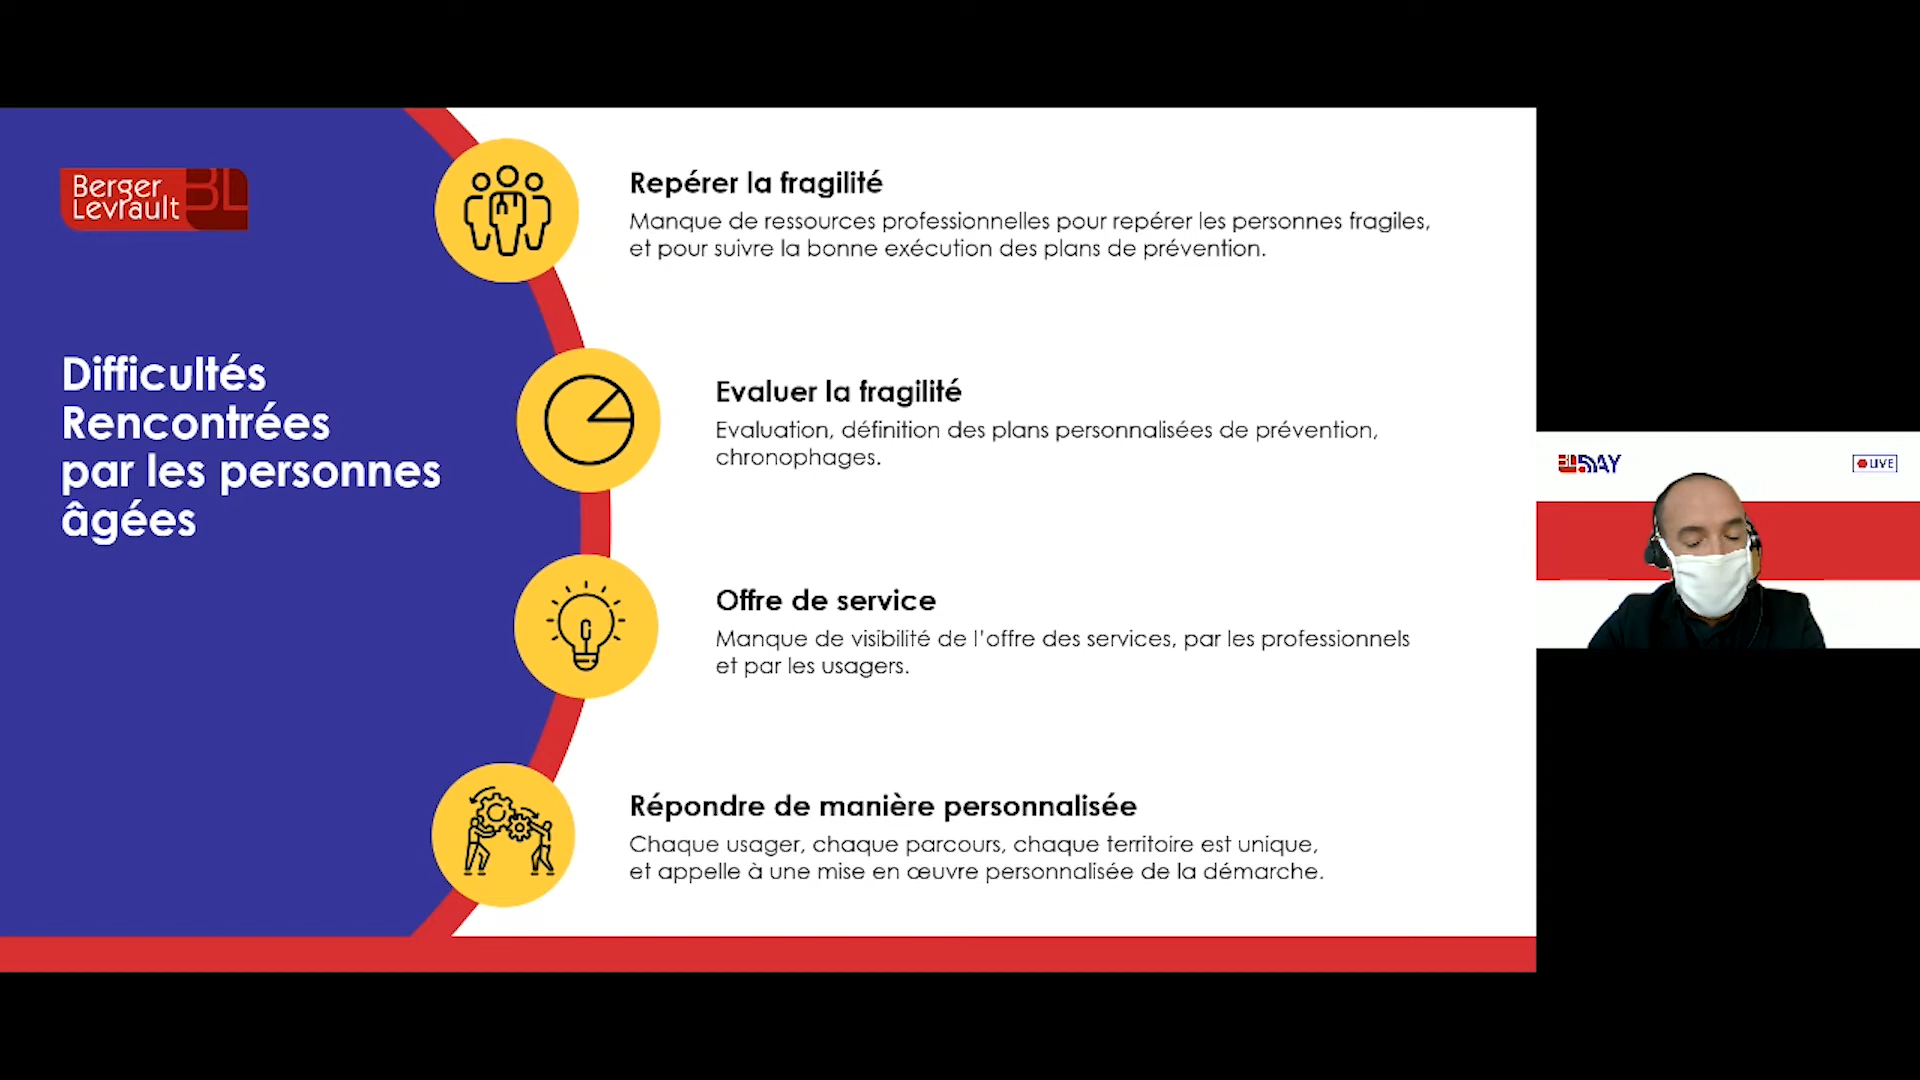 Berger
Levrault
BL
Difficultés
Rencontrées
par les personnes
âgées
Repérer la fragilité
Manque de ressources professionnelles pour repérer les personnes fragiles,
et pour suivre la bonne exécution des plans de prévention.
Evaluer la fragilité
Evaluation, définition des plans personnalisées de prévention,
chronophages.
Offre de service
Manque de visibilité de l'offre des services, par les professionnels
et par les usagers.
Répondre de manière personnalisée
Chaque usager, chaque parcours, chaque territoire est unique,
et appelle à une mise en œuvre personnalisée de la démarche.
BL.DAY
LIVE